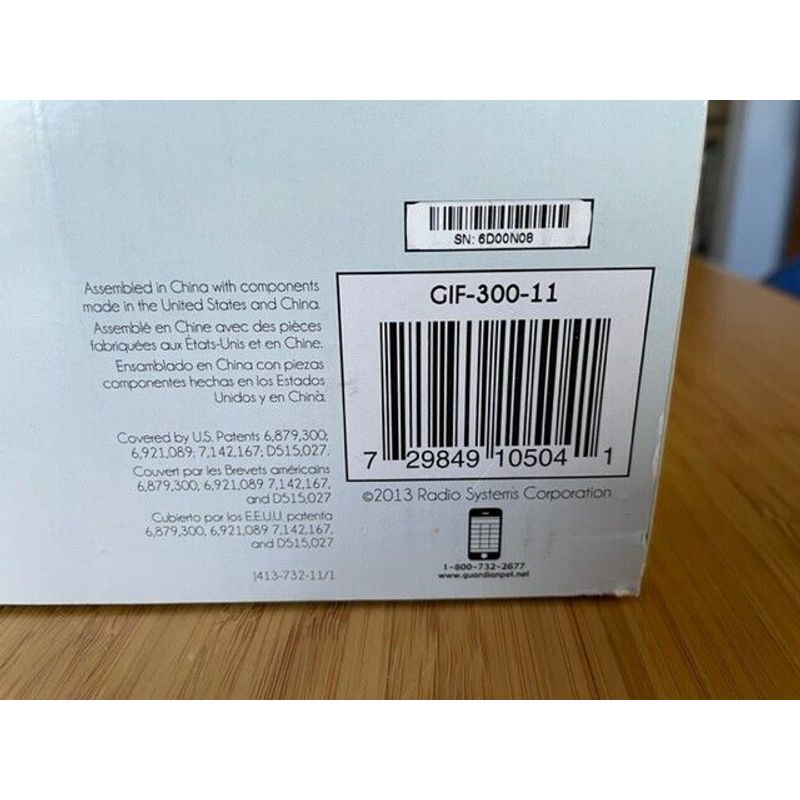 SN: 6D00N08
GIF-300-11
7 29849 10504 1
©2013 Radio Systems Corporation
1-800-732-2677
www.guardianpet.net
Assembled in China with components
made in the United States and China.
Assemblé en Chine avec des pièces
fabriquées aux États-Unis et en Chine.
Ensamblado en China con piezas
componentes hechas en los Estados
Unidos y en China.
Covered by U.S. Patents 6,879,300;
6,921,089; 7,142,167; D515,027.
Couvert par les Brevets américains
6,879,300, 6,921,089 7,142,167,
and D515,027
Cubierto por los E.E.U.U. patenta
6,879,300, 6,921,089 7,142,167,
and D515,027
J413-732-11/1